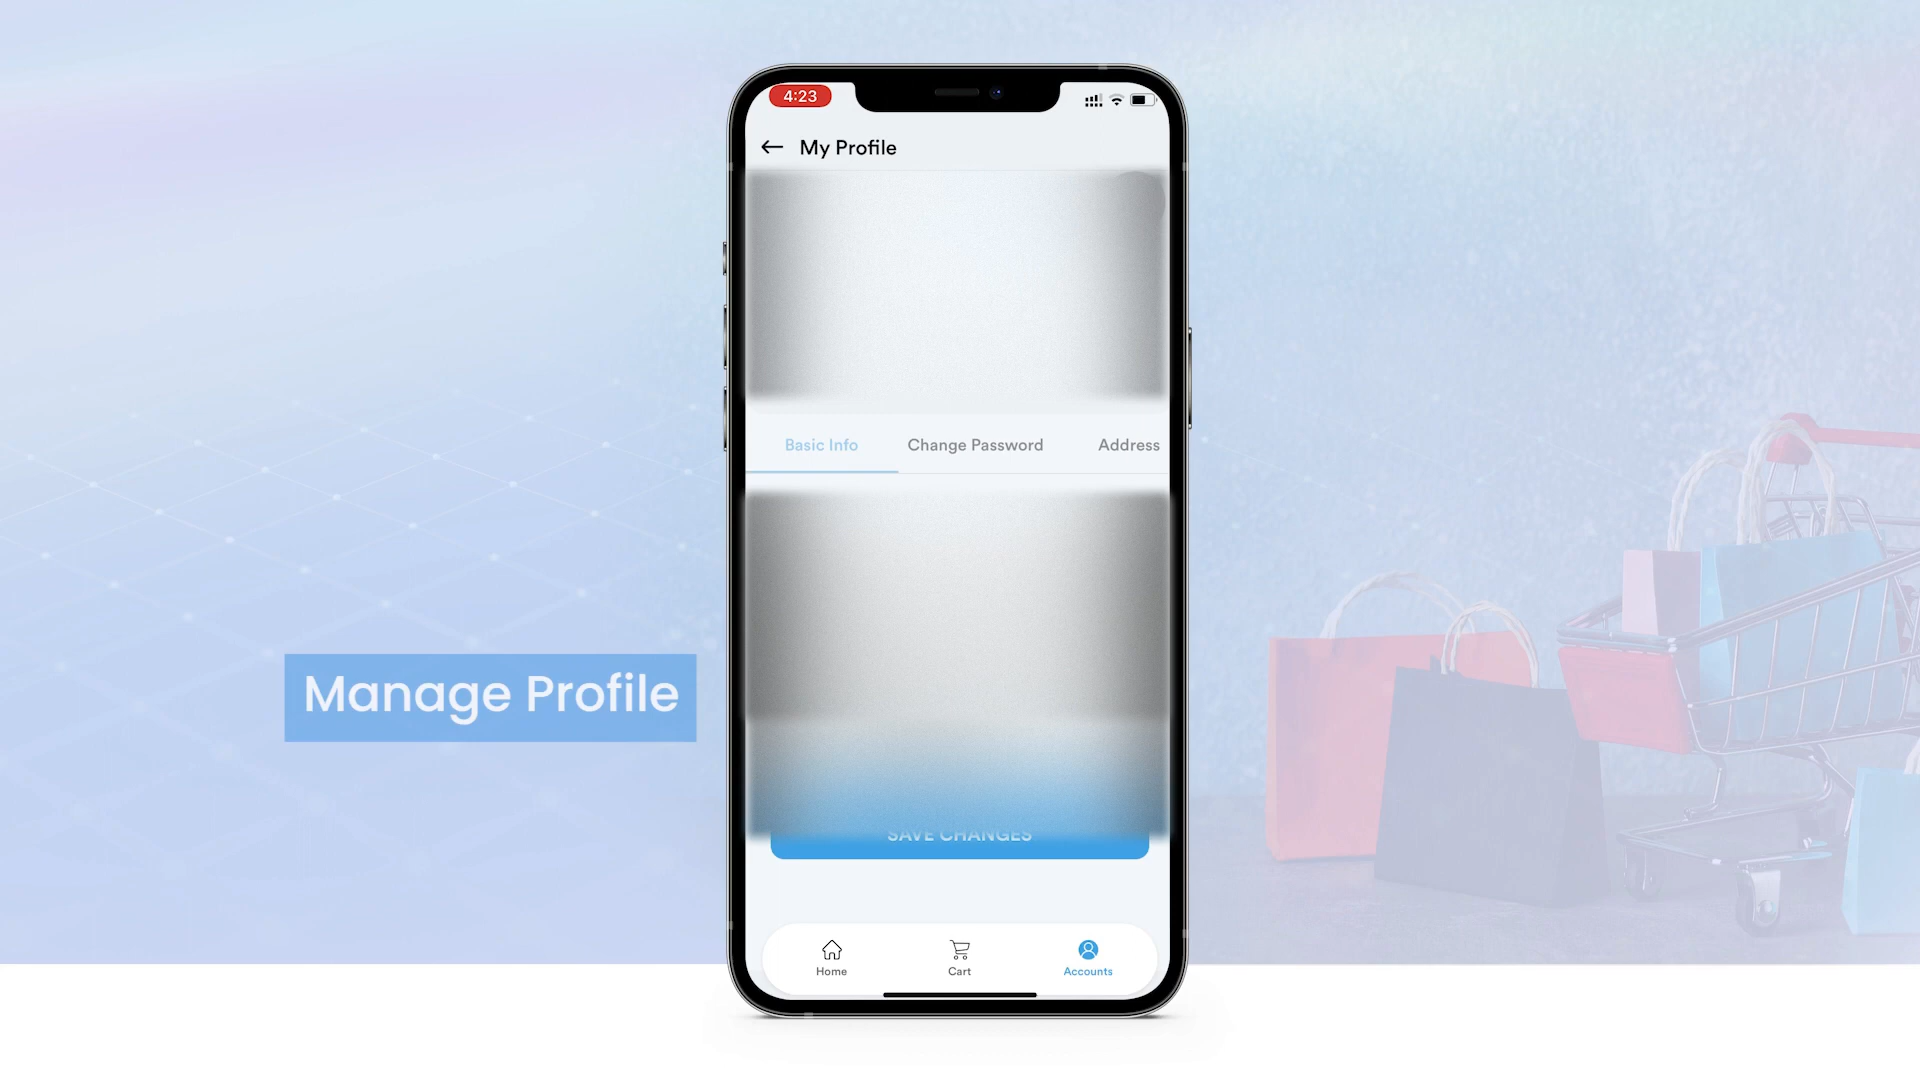 4:23
My Profile
Basic Info Change Password Address
Manage Profile
SAVE CHANGES
Home Cart Accounts